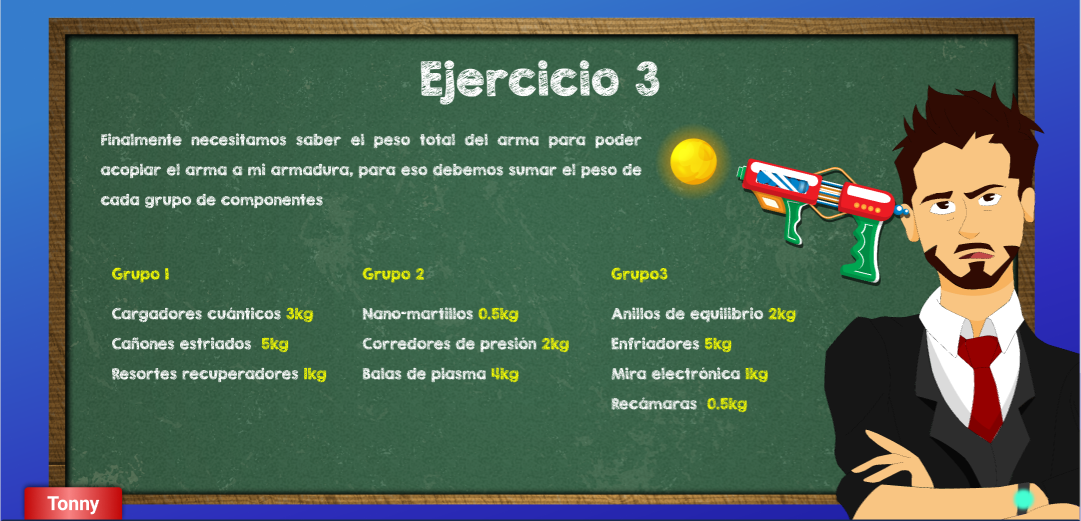 Ejercicio 3
Finalmente necesitamos saber el peso total del arma para poder
acoplar el arma a mi armadura, para eso debemos sumar el peso de
cada grupo de componentes
Grupo 1
Cargadores cuánticos 3kg
Cañones estriados 5kg
Resortes recuperadores 1kg
Grupo 2
Nano-martillos 0.5kg
Corredores de presión 2kg
Balas de plasma 4kg
Grupo3
Anillos de equilibrio 2kg
Enfriadores 5kg
Mira electrónica 1kg
Recámaras 0.5kg
Tonny